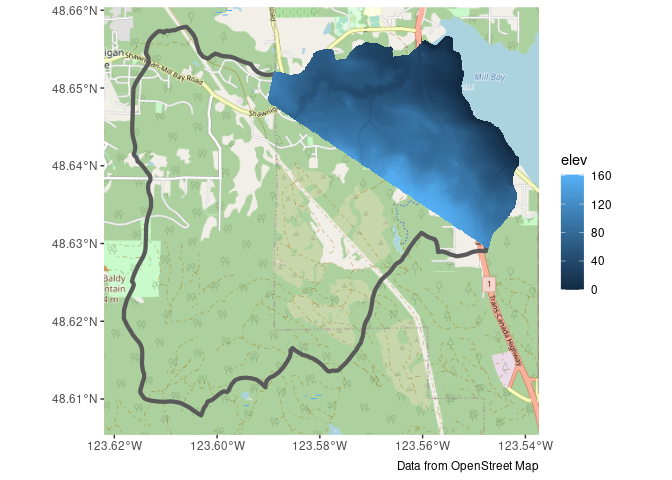 48.66°N
48.65°N
48.64°N
48.63°N
48.62°N
48.61°N
123.62°W
123.60°W
123.58°W
123.56°W
123.54°W
igan
Shawnigan-Mill Bay Road
Road
Shawnig
Mill Bay
Baldy
ntain
4 m
1
Trans-Canada Highway
elev
160
120
80
40
0
Data from OpenStreet Map